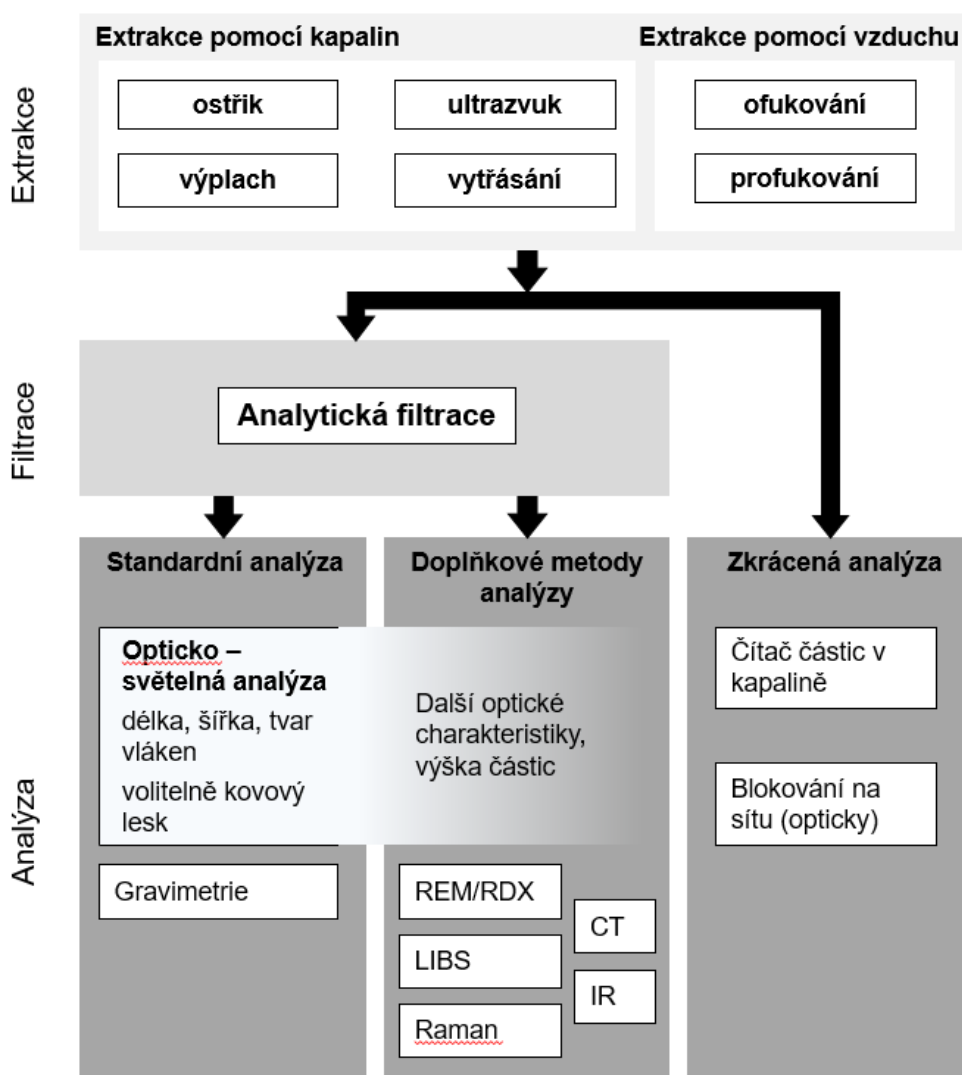 Extrakce pomocí kapalin
Extrakce pomocí vzduchu
Extrakce
ostřik
ultrazvuk
ofukování
výplach
vytřásání
profukování
Filtrace
Analytická filtrace
Analýza
Standardní analýza
Opticko –
světelná analýza
délka, šířka, tvar
vláken
volitelně kovový
lesk
Gravimetrie
Doplňkové metody
analýzy
Další optické
charakteristiky,
výška částic
REM/RDX
CT
LIBS
IR
Raman
Zkrácená analýza
Čítač částic v
kapalině
Blokování na
sítu (opticky)